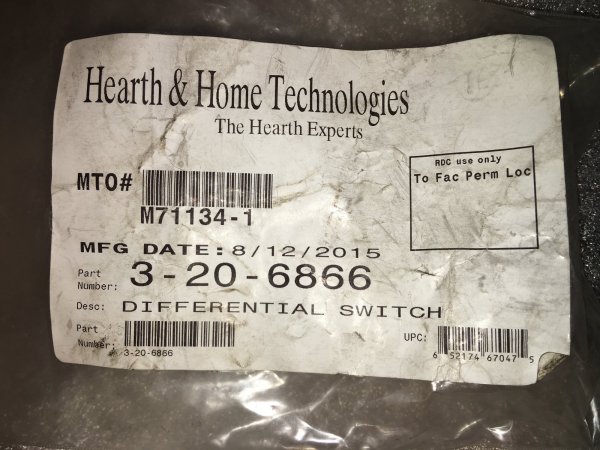 Hearth & Home Technologies
The Hearth Experts
RDC use only
To Fac Perm Loc
MTO#
M71134-1
MFG DATE: 8/12/2015
Part
Number: 3-20-6866
Desc: DIFFERENTIAL SWITCH
Part
Number:
3-20-6866
UPC:
6 52174 67047 5